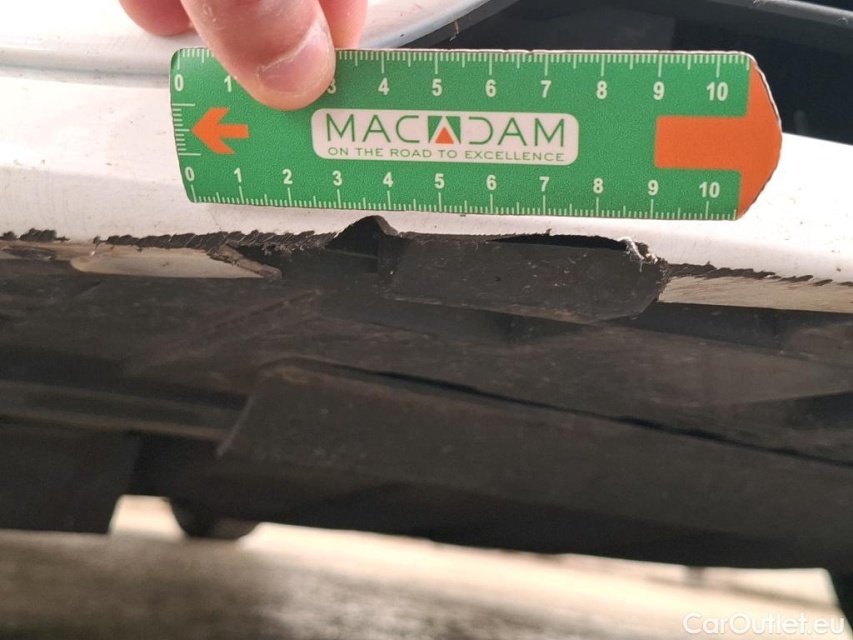 0 1 3 4 5 6 7 8 9 10
MACADAM
ON THE ROAD TO EXCELLENCE
0 1 2 3 4 5 6 7 8 9 10
CarOutlet.eu